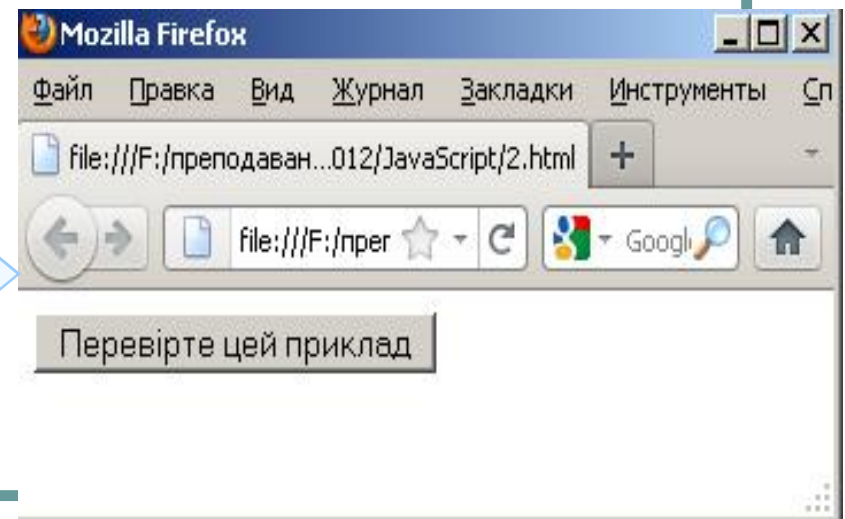 Mozilla Firefox
Файл Правка Вид Журнал Закладки Инструменты Сп
file:///F:/преподаван...012/JavaScript/2.html
file:///F:/прег Googl
Перевірте цей приклад